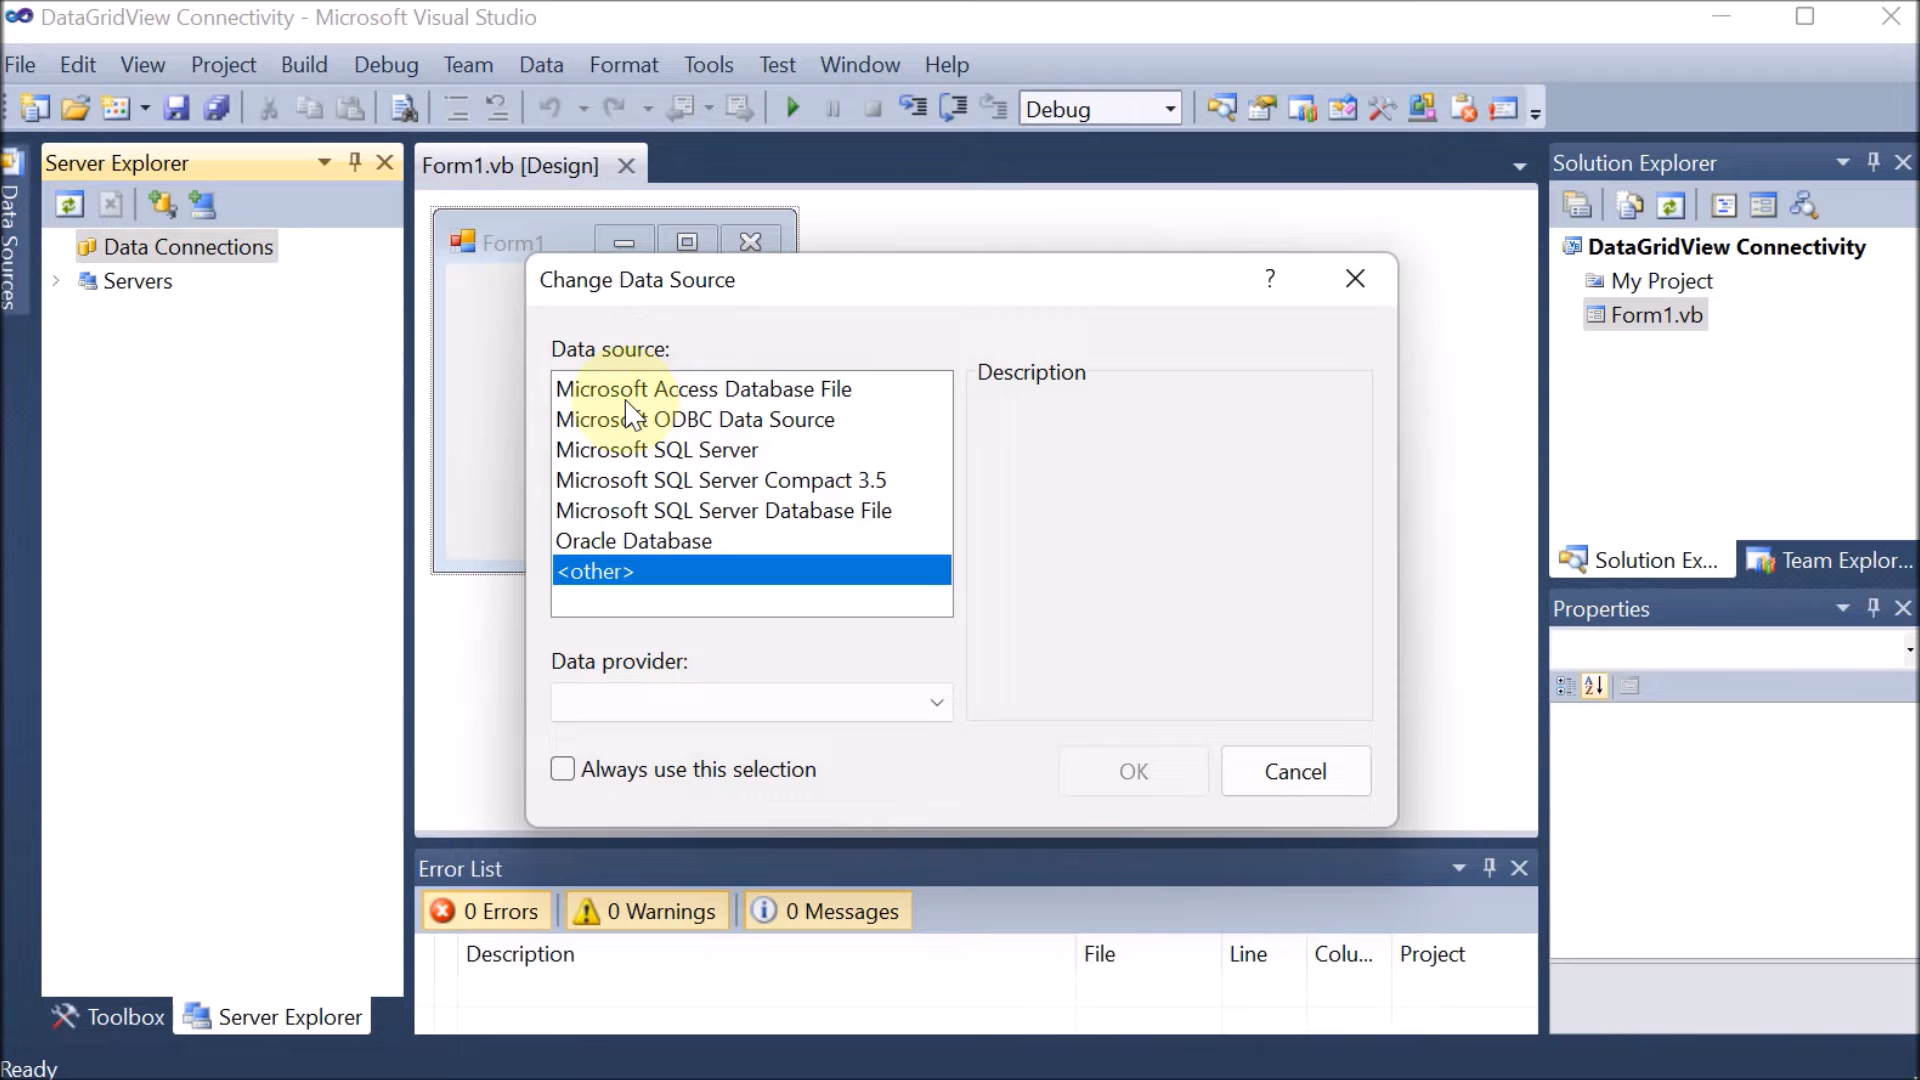 DataGridView Connectivity - Microsoft Visual Studio
File Edit View Project Build Debug Team Data Format Tools Test Window Help
Debug
Data Sources
Server Explorer
Data Connections
Servers
Form1.vb [Design]
Form1
Change Data Source
?
Data source:
Microsoft Access Database File
Microsoft ODBC Data Source
Microsoft SQL Server
Microsoft SQL Server Compact 3.5
Microsoft SQL Server Database File
Oracle Database
<other>
Description
Data provider:
Always use this selection
OK
Cancel
Solution Explorer
DataGridView Connectivity
My Project
Form1.vb
Solution Ex...
Team Explor...
Properties
Error List
0 Errors
0 Warnings
0 Messages
Description File Line Colu... Project
Toolbox
Server Explorer
Ready